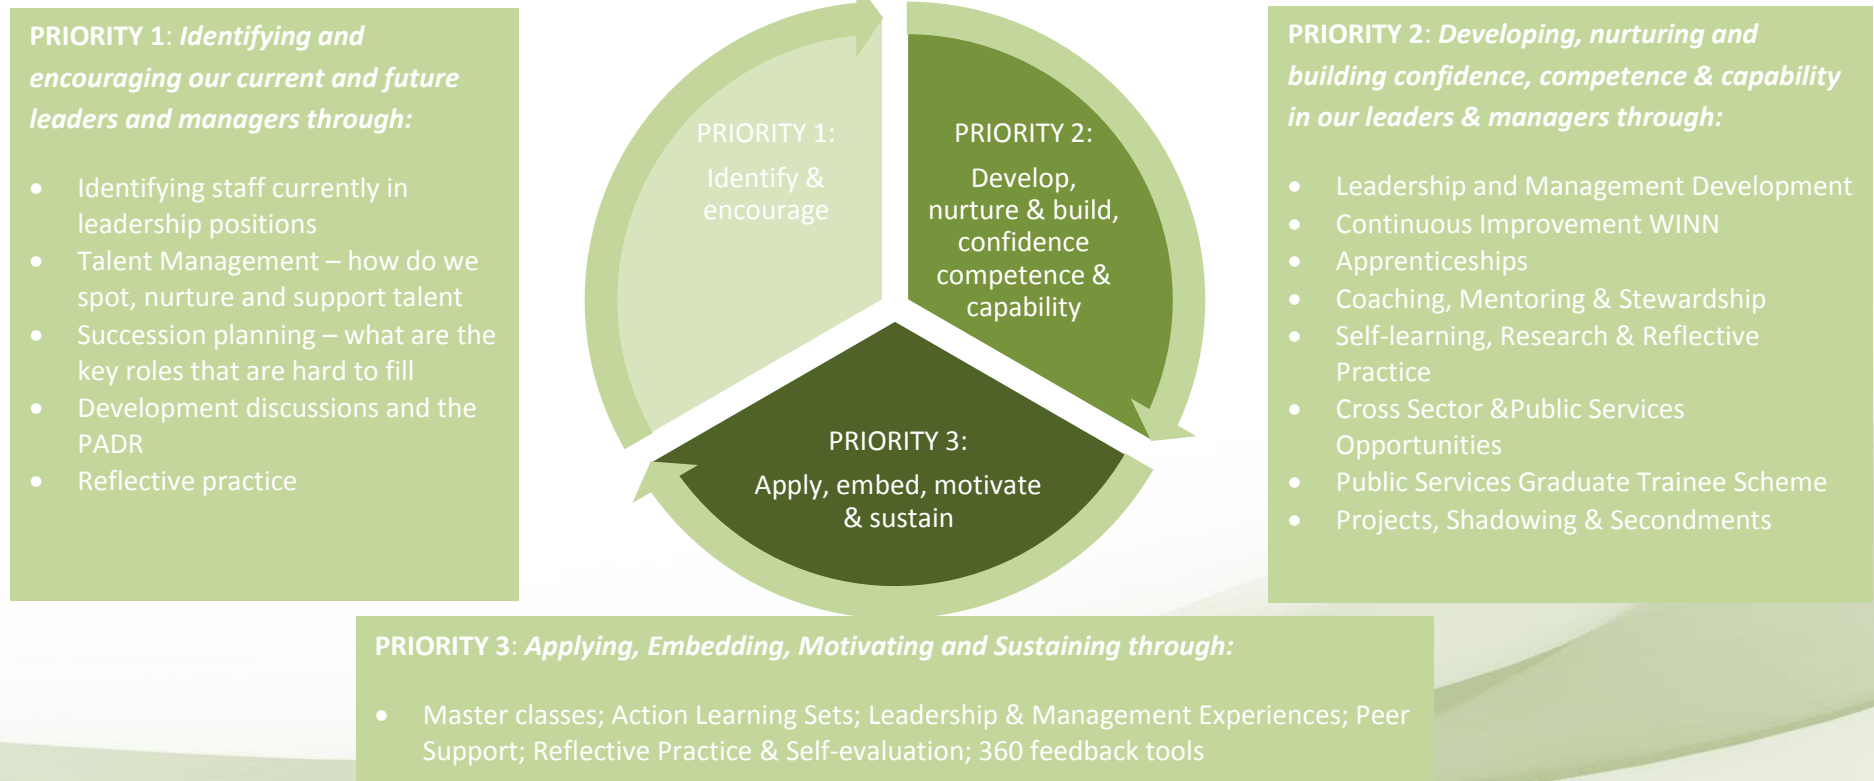 PRIORITY 1: Identifying and
encouraging our current and future
leaders and managers through:
• Identifying staff currently in
leadership positions
• Talent Management – how do we
spot, nurture and support talent
• Succession planning – what are the
key roles that are hard to fill
• Development discussions and the
PADR
• Reflective practice
PRIORITY 1:
Identify &
encourage
PRIORITY 2:
Develop,
nurture & build,
confidence
competence &
capability
PRIORITY 3:
Apply, embed, motivate
& sustain
PRIORITY 2: Developing, nurturing and
building confidence, competence & capability
in our leaders & managers through:
• Leadership and Management Development
• Continuous Improvement WINN
• Apprenticeships
• Coaching, Mentoring & Stewardship
• Self-learning, Research & Reflective
Practice
• Cross Sector &Public Services
Opportunities
• Public Services Graduate Trainee Scheme
• Projects, Shadowing & Secondments
PRIORITY 3: Applying, Embedding, Motivating and Sustaining through:
• Master classes; Action Learning Sets; Leadership & Management Experiences; Peer
Support; Reflective Practice & Self-evaluation; 360 feedback tools